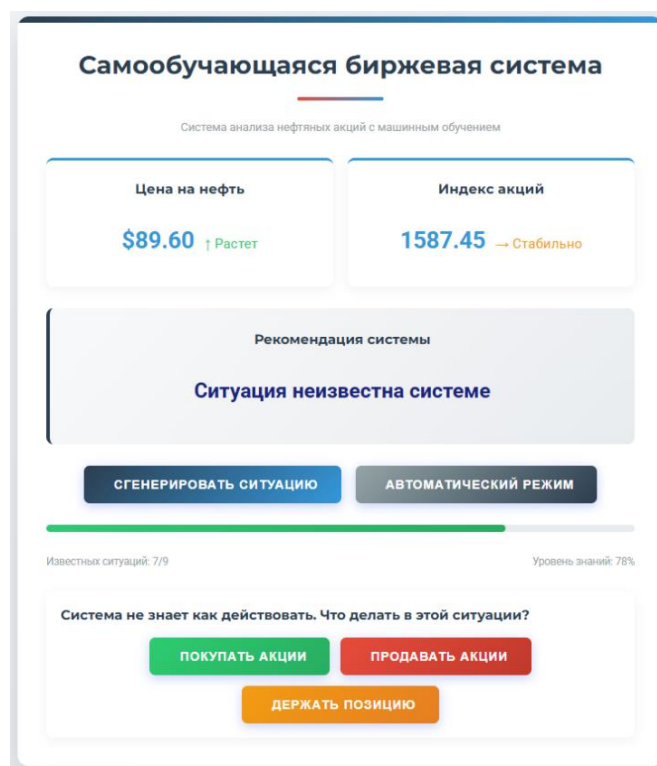 Самообучающаяся биржевая система
Система анализа нефтяных акций с машинным обучением
Цена на нефть
$89.60 ↑ Растет
Индекс акций
1587.45 → Стабильно
Рекомендация системы
Ситуация неизвестна системе
СГЕНЕРИРОВАТЬ СИТУАЦИЮ
АВТОМАТИЧЕСКИЙ РЕЖИМ
Известных ситуаций: 7/9
Уровень знаний: 78%
Система не знает как действовать. Что делать в этой ситуации?
ПОКУПАТЬ АКЦИИ
ПРОДАВАТЬ АКЦИИ
ДЕРЖАТЬ ПОЗИЦИЮ